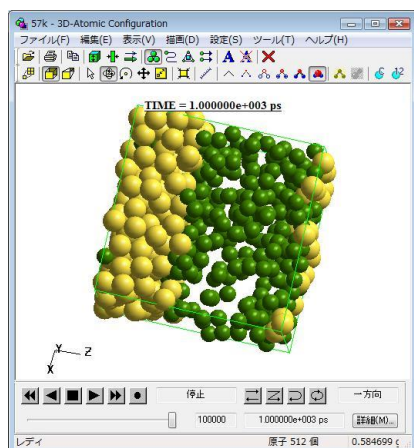 57k - 3D-Atomic Configuration
ファイル(F) 編集(E) 表示(V) 描画(D) 設定(S) ツール(T) ヘルプ(H)
TIME = 1.000000e+003 ps
Y
Z
X
停止 一方向
100000 1.000000e+003 ps 詳細(M)...
レディ 原子 512 個 0.584699